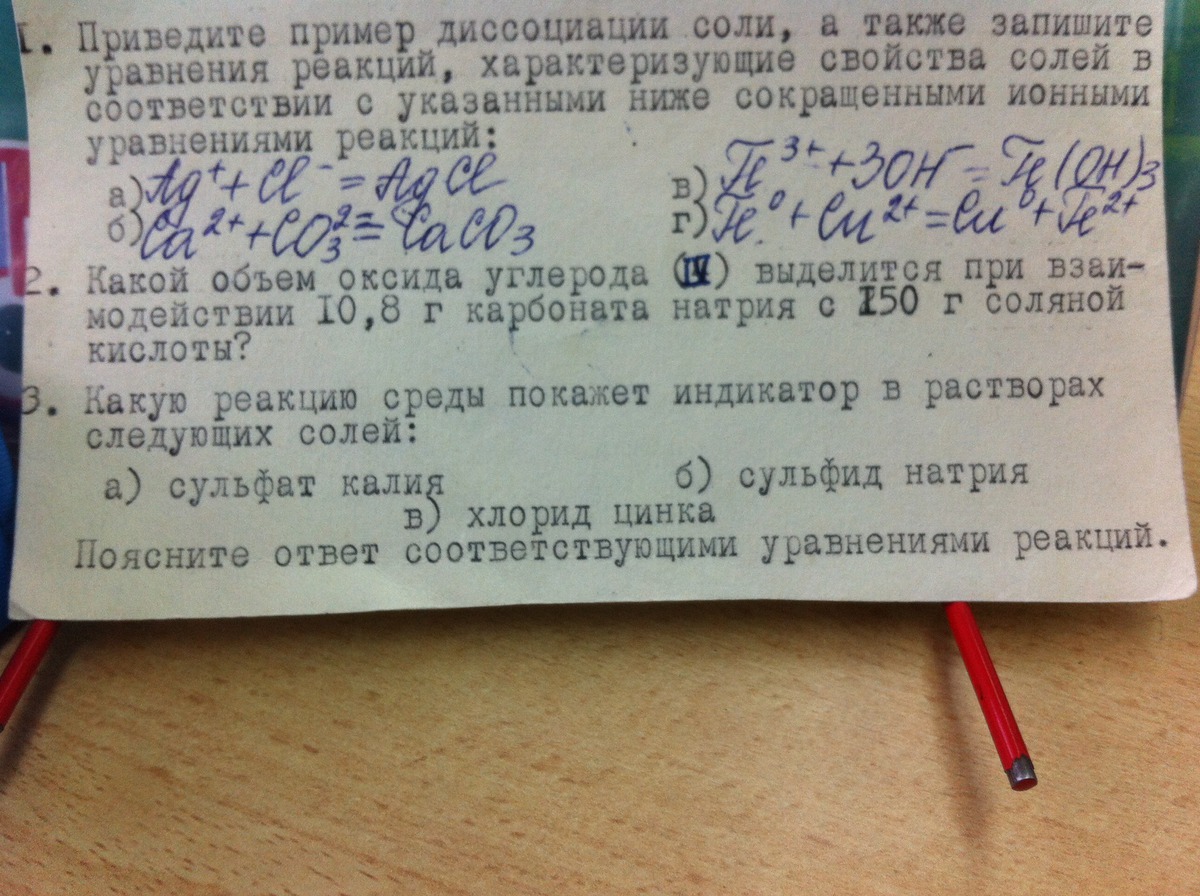 1. Приведите пример диссоциации соли, а также запишите
уравнения реакций, характеризующие свойства солей в
соответствии с указанными ниже сокращенными ионными
уравнениями реакций:
а) Ag⁺ + Cl⁻ = AgCl в) Fe³⁺ + 3OH⁻ = Fe(OH)₃
б) Ca²⁺ + CO₃²⁻ = CaCO₃ г) Fe⁰ + Cu²⁺ = Cu⁰ + Fe²⁺
2. Какой объем оксида углерода (IV) выделится при взаи-
модействии 10,8 г карбоната натрия с 150 г соляной
кислоты?
3. Какую реакцию среды покажет индикатор в растворах
следующих солей:
а) сульфат калия б) сульфид натрия
в) хлорид цинка
Поясните ответ соответствующими уравнениями реакций.